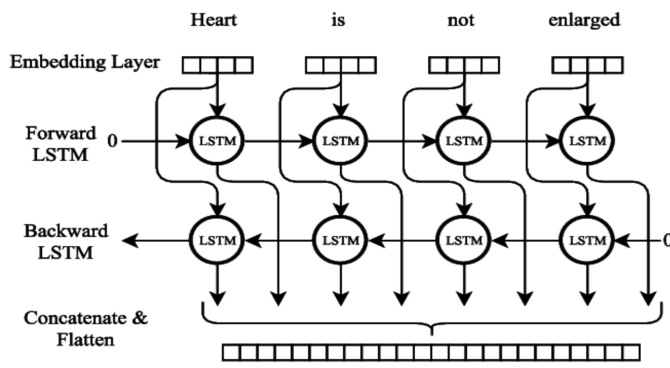 Heart is not enlarged
Embedding Layer
Forward
LSTM
0 LSTM LSTM LSTM LSTM
Backward
LSTM
LSTM LSTM LSTM LSTM 0
Concatenate &
Flatten